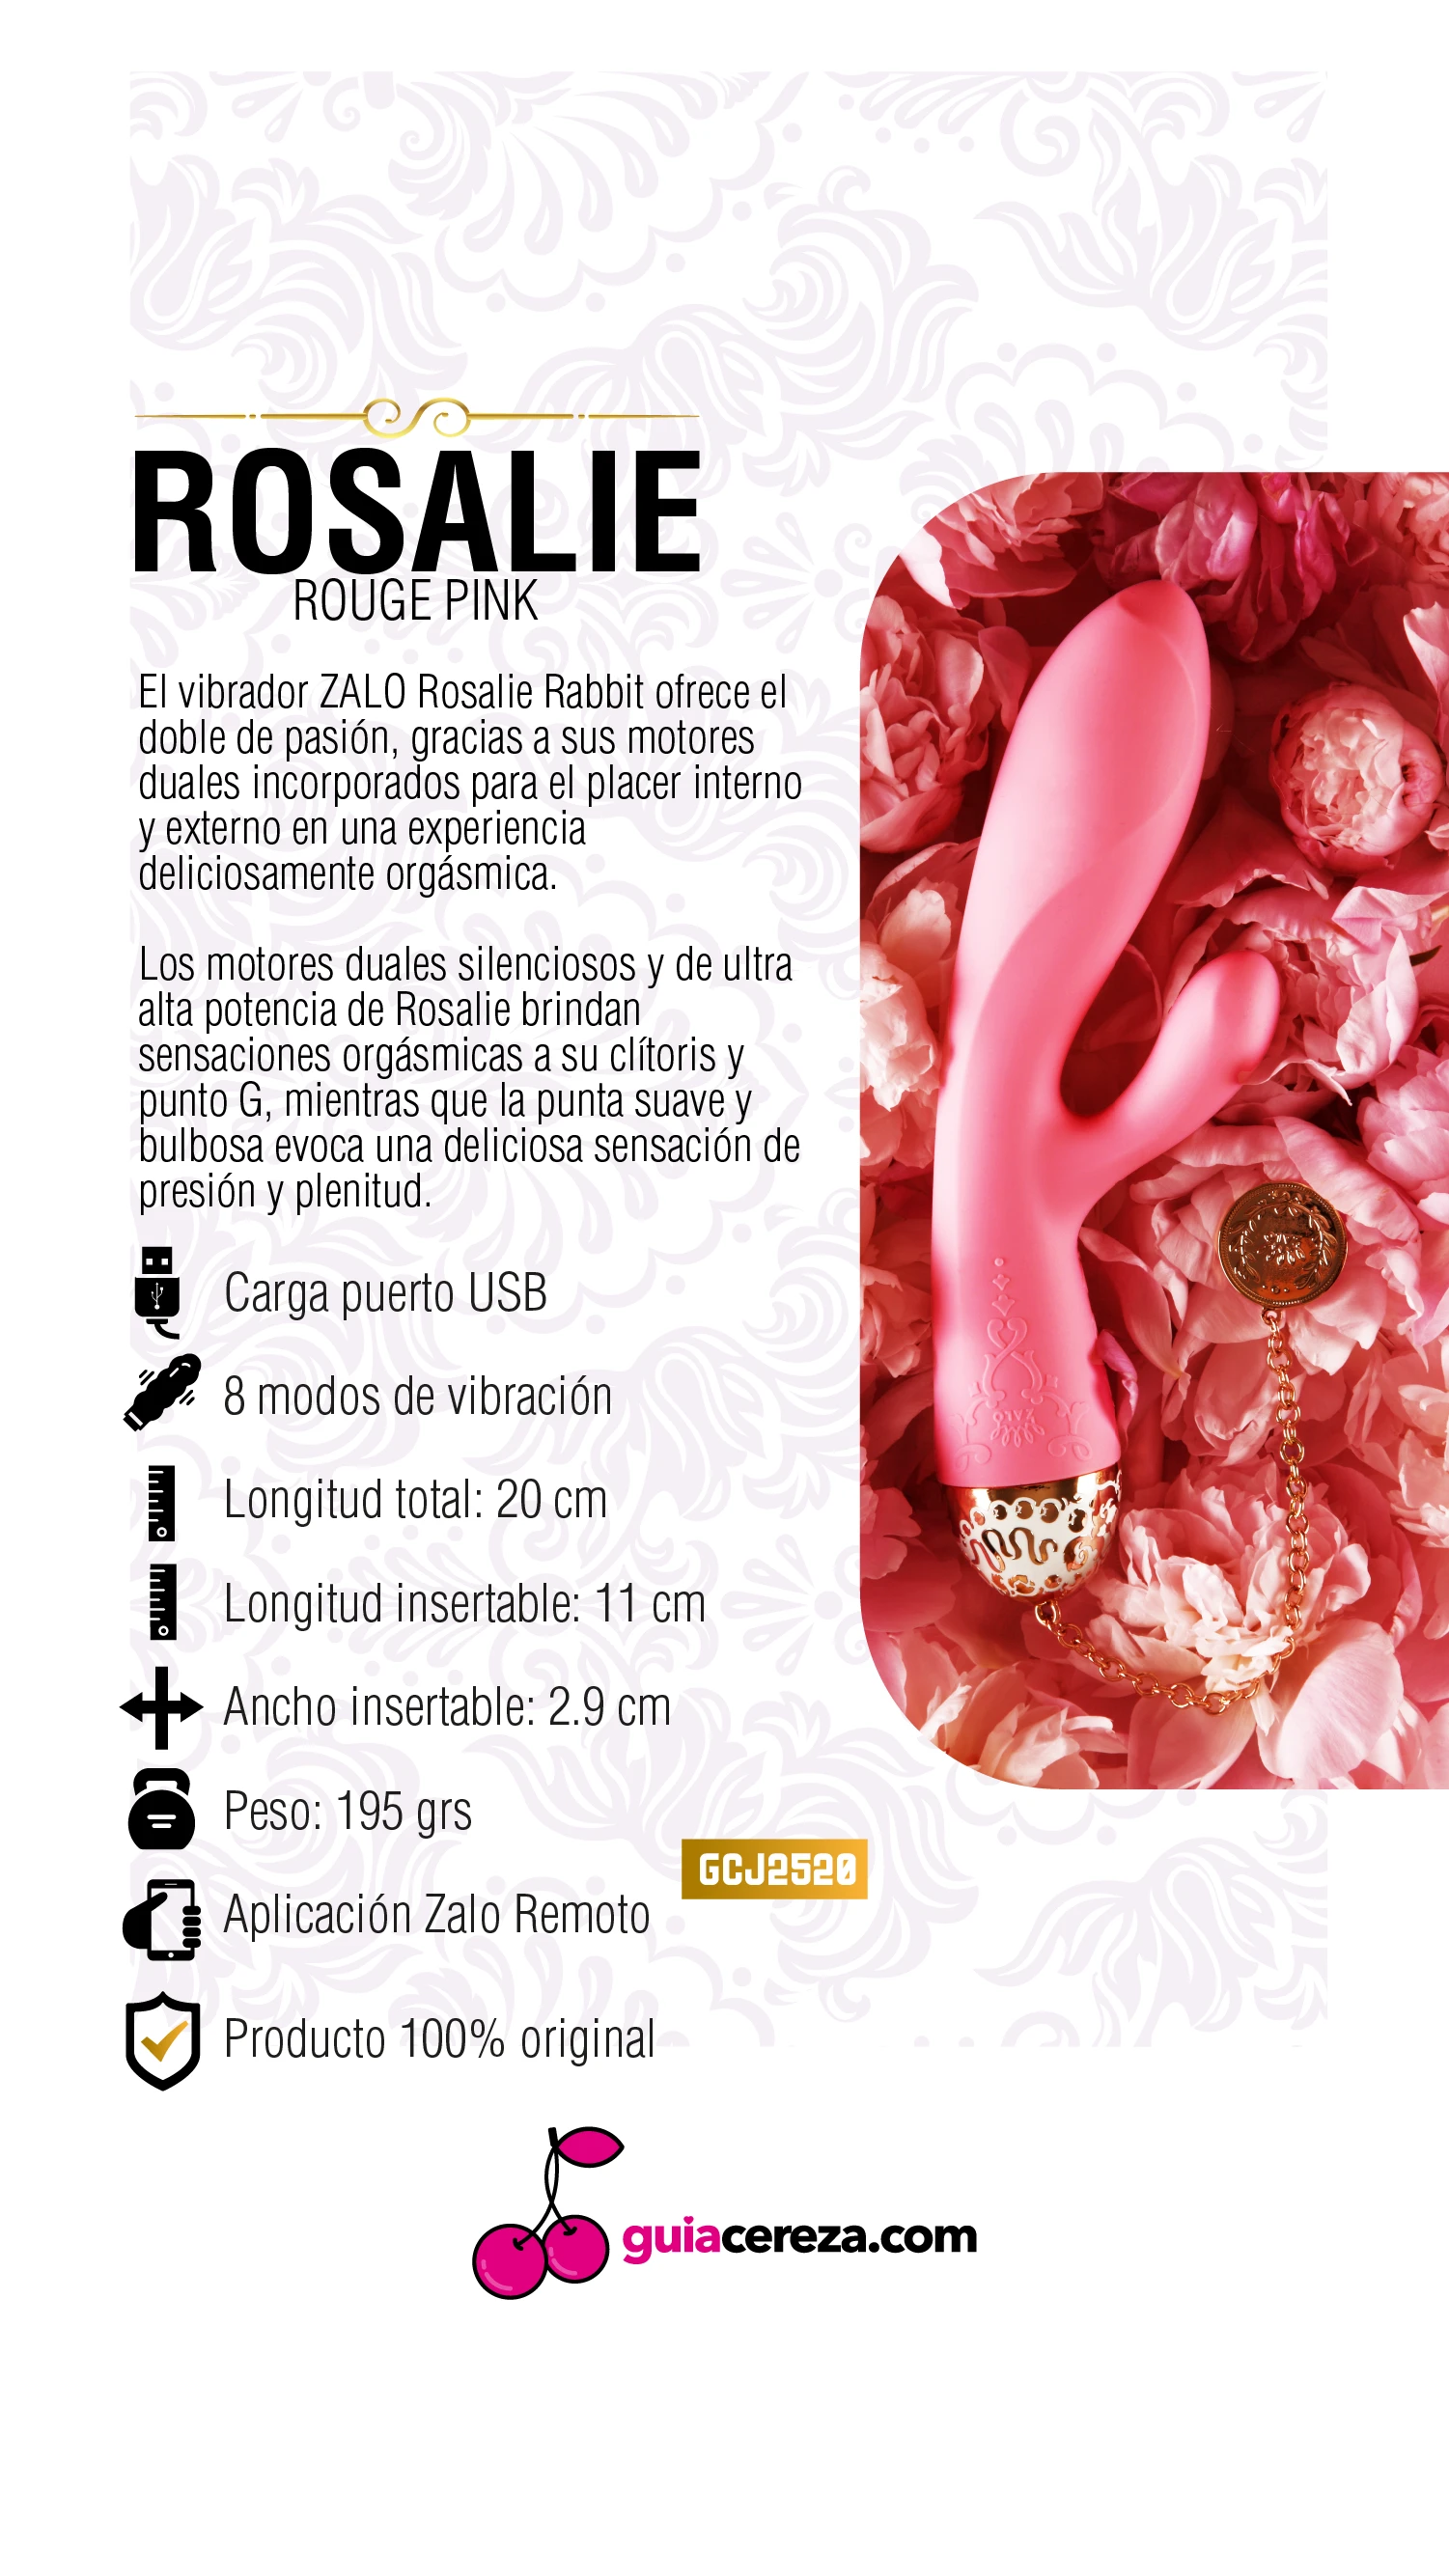 ROSALIE
ROUGE PINK
El vibrador ZALO Rosalie Rabbit ofrece el
doble de pasión, gracias a sus motores
duales incorporados para el placer interno
y externo en una experiencia
deliciosamente orgásmica.
Los motores duales silenciosos y de ultra
alta potencia de Rosalie brindan
sensaciones orgásmicas a su clítoris y
punto G, mientras que la punta suave y
bulbosa evoca una deliciosa sensación de
presión y plenitud.
Carga puerto USB
8 modos de vibración
Longitud total: 20 cm
Longitud insertable: 11 cm
Ancho insertable: 2.9 cm
Peso: 195 grs
GCJ2520
Aplicación Zalo Remoto
Producto 100% original
guiacereza.com
ZALO